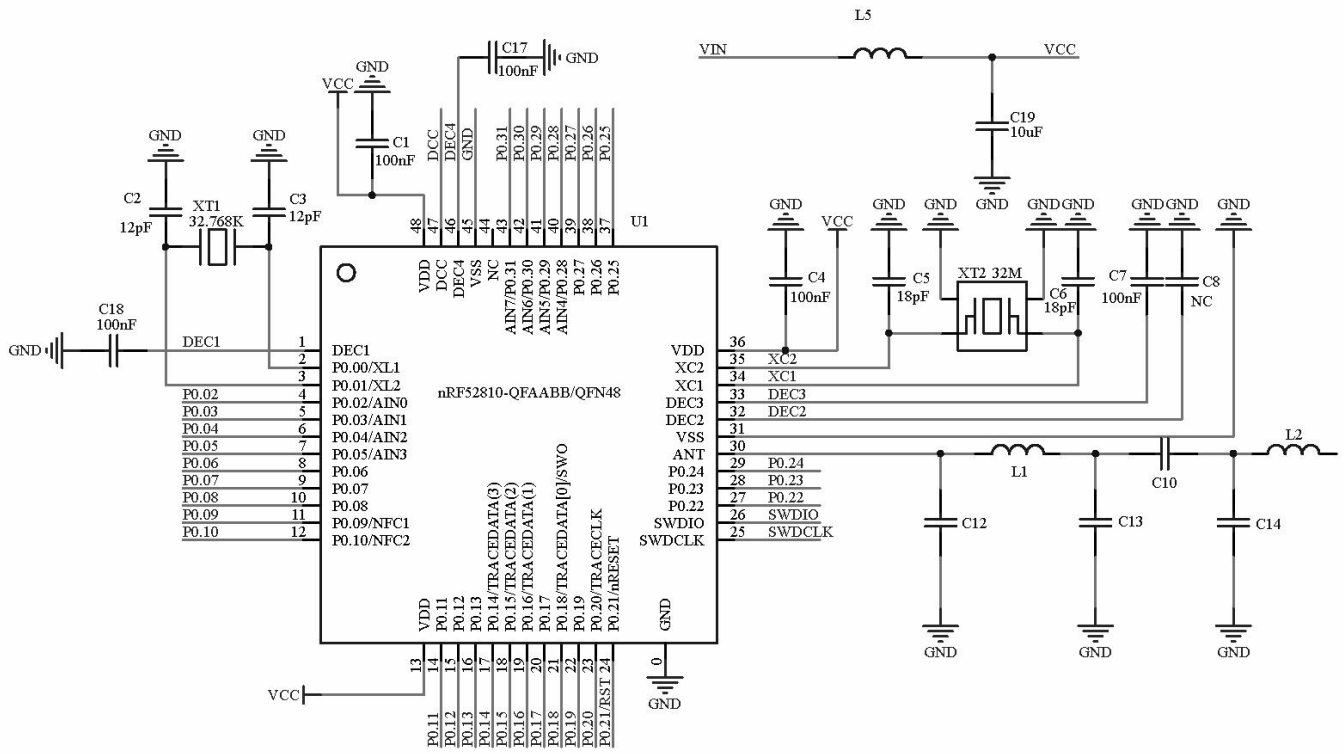 L5
VIN
VCC
C19
10uF
GND
C17
100nF
GND
GND
VCC
C1
100nF
DCC
DEC4
GND
P0.31
P0.30
P0.29
P0.28
P0.27
P0.26
P0.25
GND
GND
C2
12pF
XT1
32.768K
C3
12pF
48
47
46
45
44
43
42
41
40
39
38
37
U1
VDD
DCC
DEC4
VSS
NC
AIN7/P0.31
AIN6/P0.30
AIN5/P0.29
AIN4/P0.28
P0.27
P0.26
P0.25
GND
VCC
GND
GND
GND
GND
GND
GND
GND
C4
100nF
C5
18pF
XT2 32M
C6
18pF
C7
100nF
C8
NC
C18
100nF
GND
DEC1
1
DEC1
2
P0.00/XL1
3
P0.01/XL2
P0.02
4
P0.02/AIN0
P0.03
5
P0.03/AIN1
P0.04
6
P0.04/AIN2
P0.05
7
P0.05/AIN3
P0.06
8
P0.06
P0.07
9
P0.07
P0.08
10
P0.08
P0.09
11
P0.09/NFC1
P0.10
12
P0.10/NFC2
nRF52810-QFAABB/QFN48
VDD
36
XC2
35
XC2
XC1
34
XC1
DEC3
33
DEC3
DEC2
32
DEC2
VSS
31
ANT
30
P0.24
29
P0.24
P0.23
28
P0.23
P0.22
27
P0.22
SWDIO
26
SWDIO
SWDCLK
25
SWDCLK
L1
C10
L2
C12
C13
C14
GND
GND
GND
VDD
P0.11
P0.12
P0.13
P0.14/TRACEDATA(3)
P0.15/TRACEDATA(2)
P0.16/TRACEDATA(1)
P0.17
P0.18/TRACEDATA[0]/SWO
P0.19
P0.20/TRACECLK
P0.21/nRESET
GND
13
14
15
16
17
18
19
20
21
22
23
24
0
VCC
GND
P0.11
P0.12
P0.13
P0.14
P0.15
P0.16
P0.17
P0.18
P0.19
P0.20
P0.21/RST